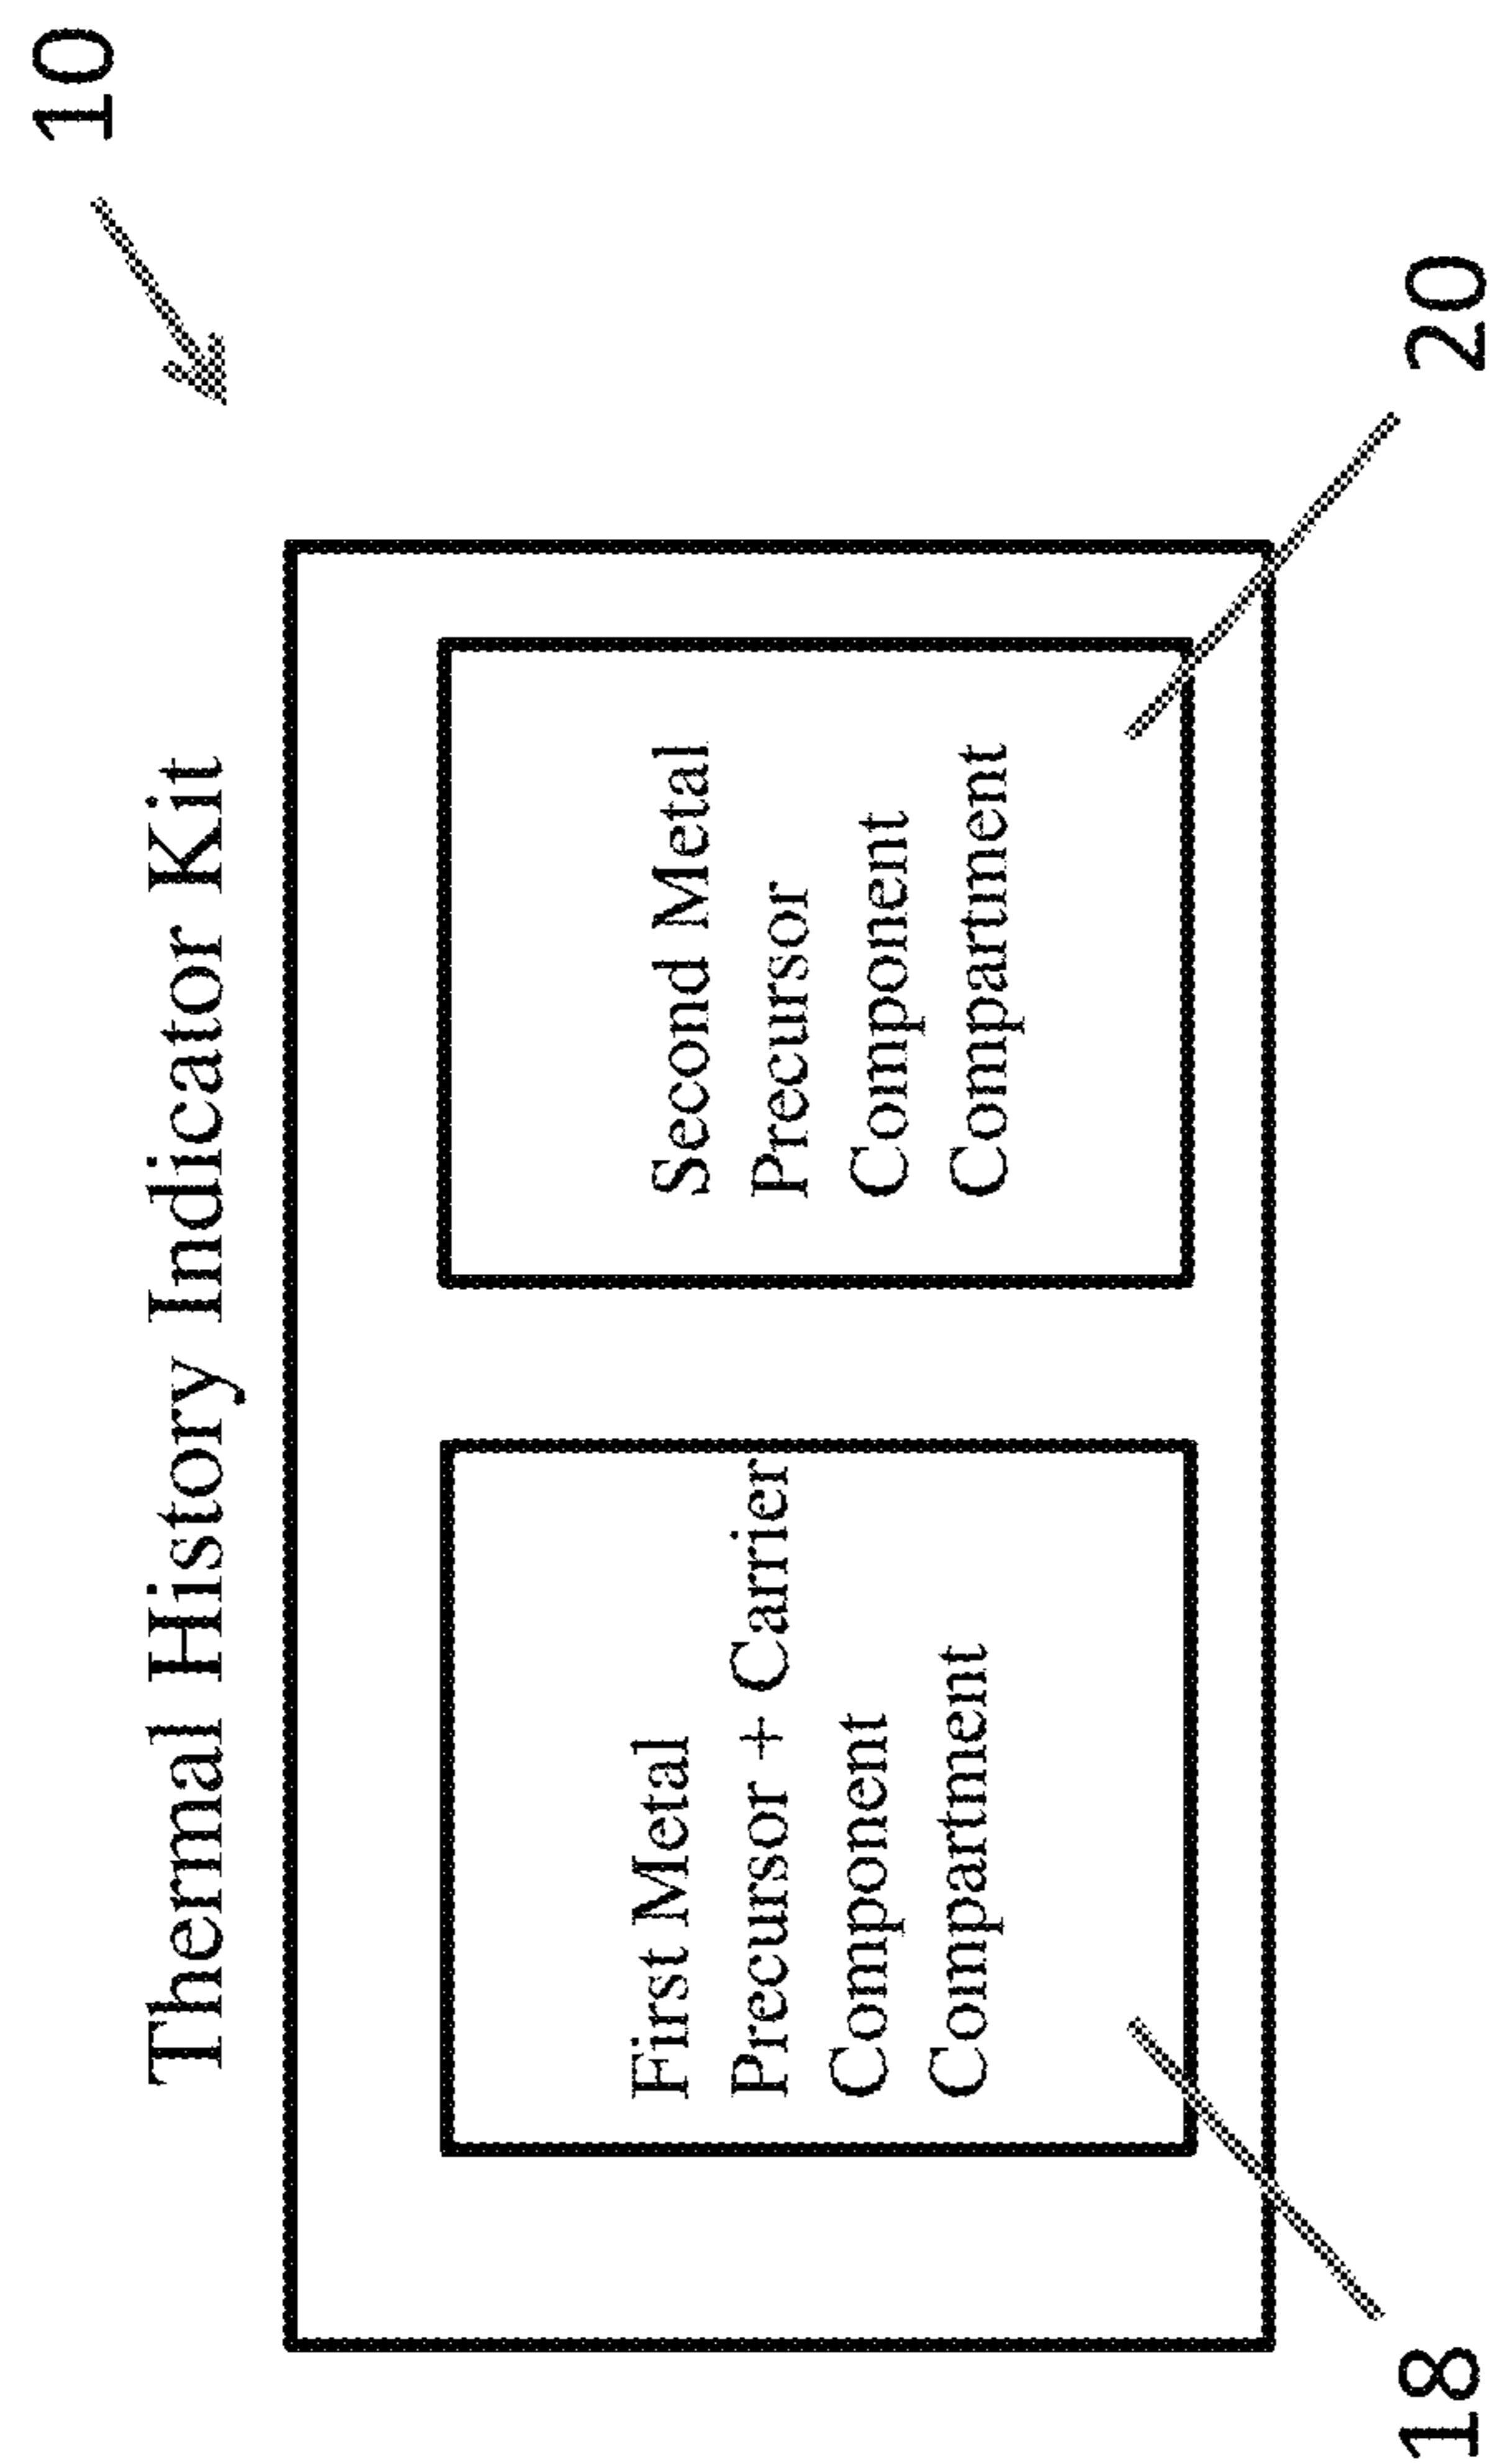 10
Thermal History Indicator Kit
First Metal
Precursor + Carrier
Component
Compartment
Second Metal
Precursor
Component
Compartment
18
20